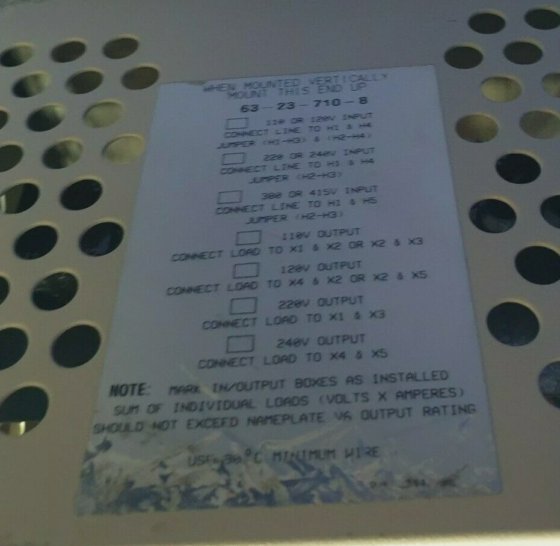 WHEN MOUNTED VERTICALLY
MOUNT THIS END UP
63-23-710-8
110 OR 120V INPUT
CONNECT LINE TO H1 & H4
JUMPER (H1-H3) & (H2-H4)
220 OR 240V INPUT
CONNECT LINE TO H1 & H4
JUMPER (H2-H3)
380 OR 415V INPUT
CONNECT LINE TO H1 & H5
JUMPER (H2-H3)
110V OUTPUT
CONNECT LOAD TO X1 & X2 OR X2 & X3
120V OUTPUT
CONNECT LOAD TO X4 & X2 OR X2 & X5
220V OUTPUT
CONNECT LOAD TO X1 & X3
240V OUTPUT
CONNECT LOAD TO X4 & X5
NOTE: MARK IN/OUTPUT BOXES AS INSTALLED
SUM OF INDIVIDUAL LOADS (VOLTS X AMPERES)
SHOULD NOT EXCEED NAMEPLATE VA OUTPUT RATING
USE 90°C MINIMUM WIRE